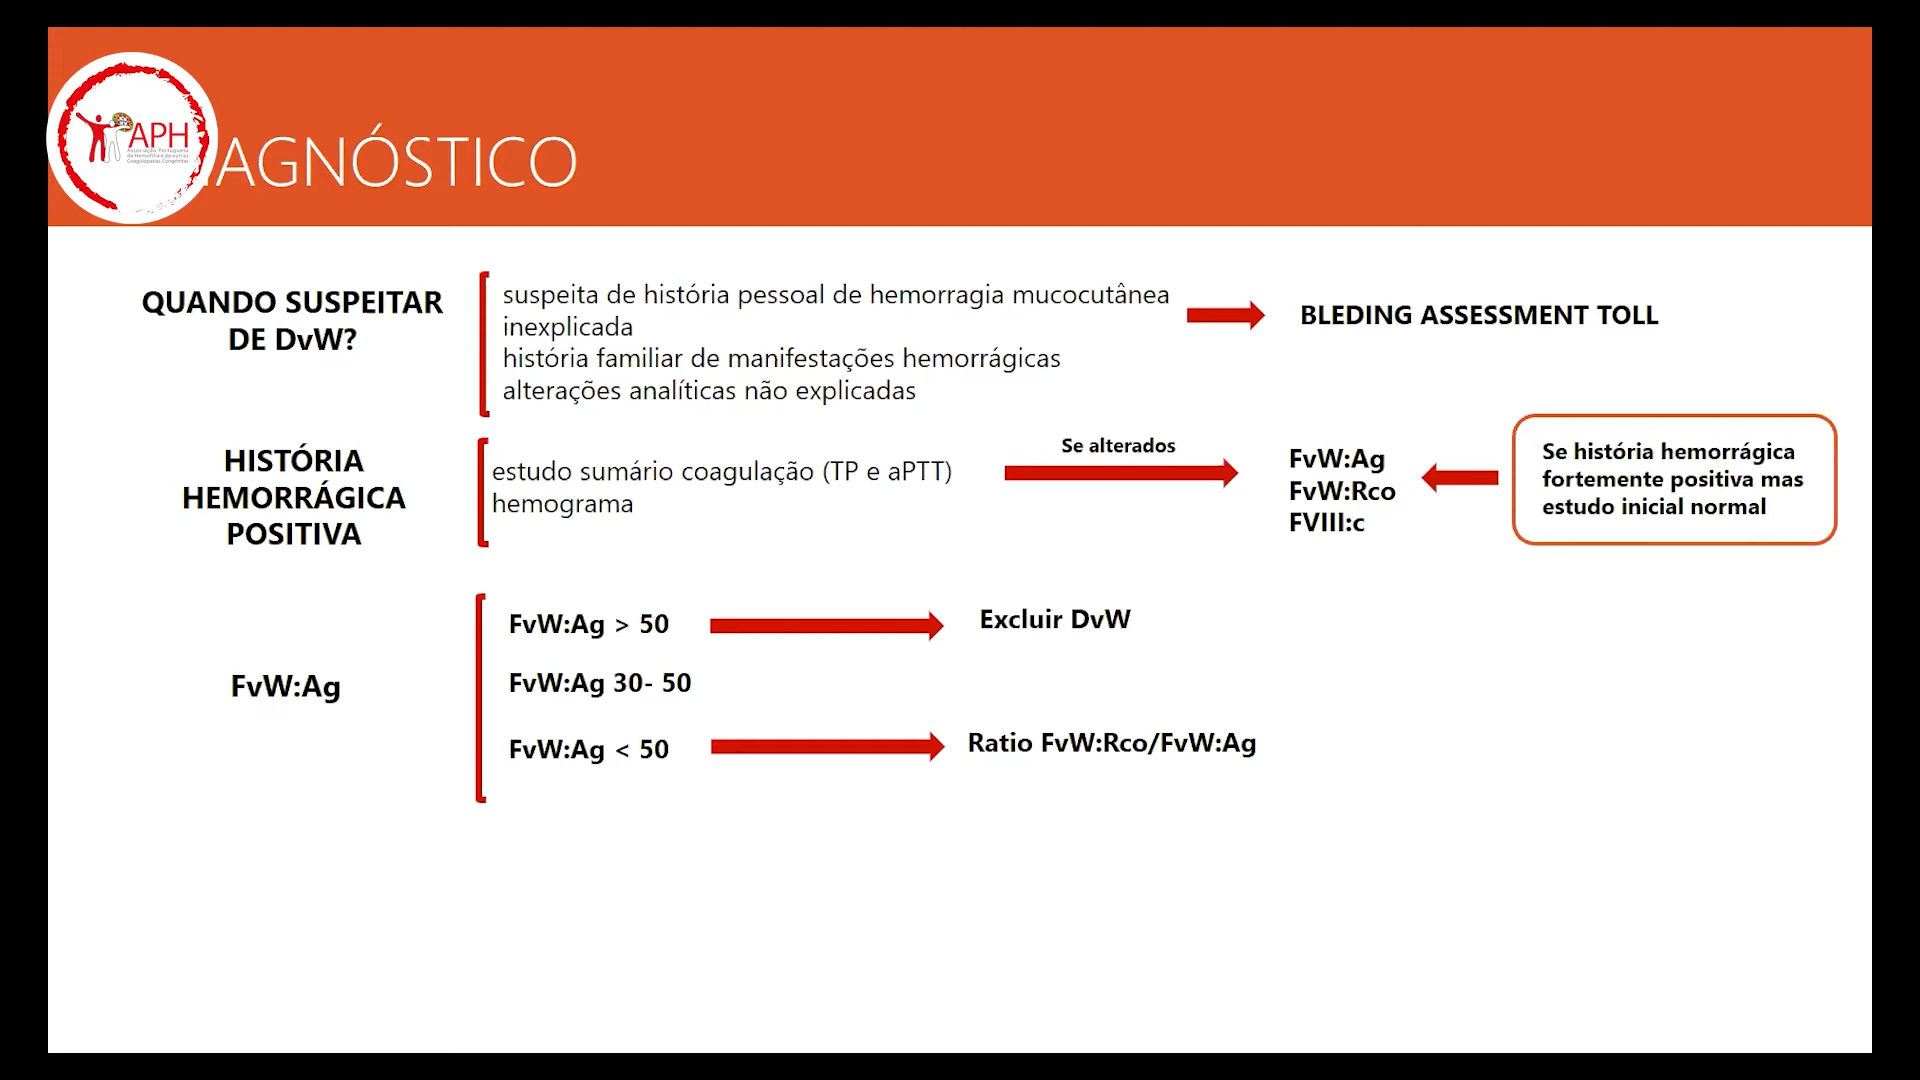 APH
Associação Portuguesa
de Hemofilia e de outras
Coagulopatias Congénitas
IAGNÓSTICO
QUANDO SUSPEITAR
DE DvW?
suspeita de história pessoal de hemorragia mucocutânea
inexplicada
história familiar de manifestações hemorrágicas
alterações analíticas não explicadas
BLEDING ASSESSMENT TOLL
HISTÓRIA
HEMORRÁGICA
POSITIVA
estudo sumário coagulação (TP e aPTT)
hemograma
Se alterados
FvW:Ag
FvW:Rco
FVIII:c
Se história hemorrágica
fortemente positiva mas
estudo inicial normal
FvW:Ag
FvW:Ag > 50
Excluir DvW
FvW:Ag 30- 50
FvW:Ag < 50
Ratio FvW:Rco/FvW:Ag